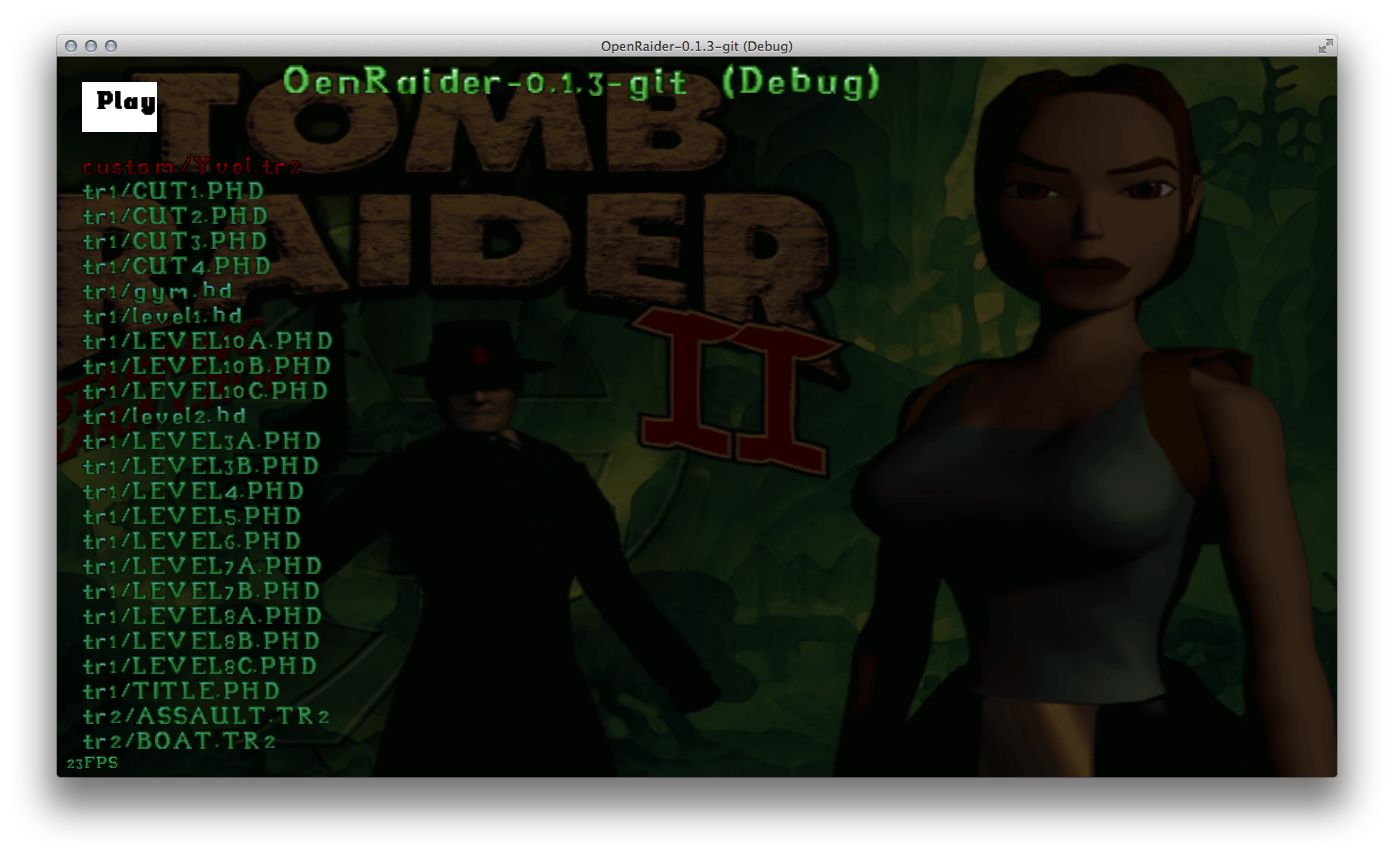 OpenRaider-0.1.3-git (Debug)
OenRaider-0.1.3-git (Debug)
Play
TOMB
RAIDER
II
custom/Yvel.tr2
tr1/CUT1.PHD
tr1/CUT2.PHD
tr1/CUT3.PHD
tr1/CUT4.PHD
tr1/gym.hd
tr1/level1.hd
tr1/LEVEL10A.PHD
tr1/LEVEL10B.PHD
tr1/LEVEL10C.PHD
tr1/level2.hd
tr1/LEVEL3A.PHD
tr1/LEVEL3B.PHD
tr1/LEVEL4.PHD
tr1/LEVEL5.PHD
tr1/LEVEL6.PHD
tr1/LEVEL7A.PHD
tr1/LEVEL7B.PHD
tr1/LEVEL8A.PHD
tr1/LEVEL8B.PHD
tr1/LEVEL8C.PHD
tr1/TITLE.PHD
tr2/ASSAULT.TR2
tr2/BOAT.TR2
23FPS